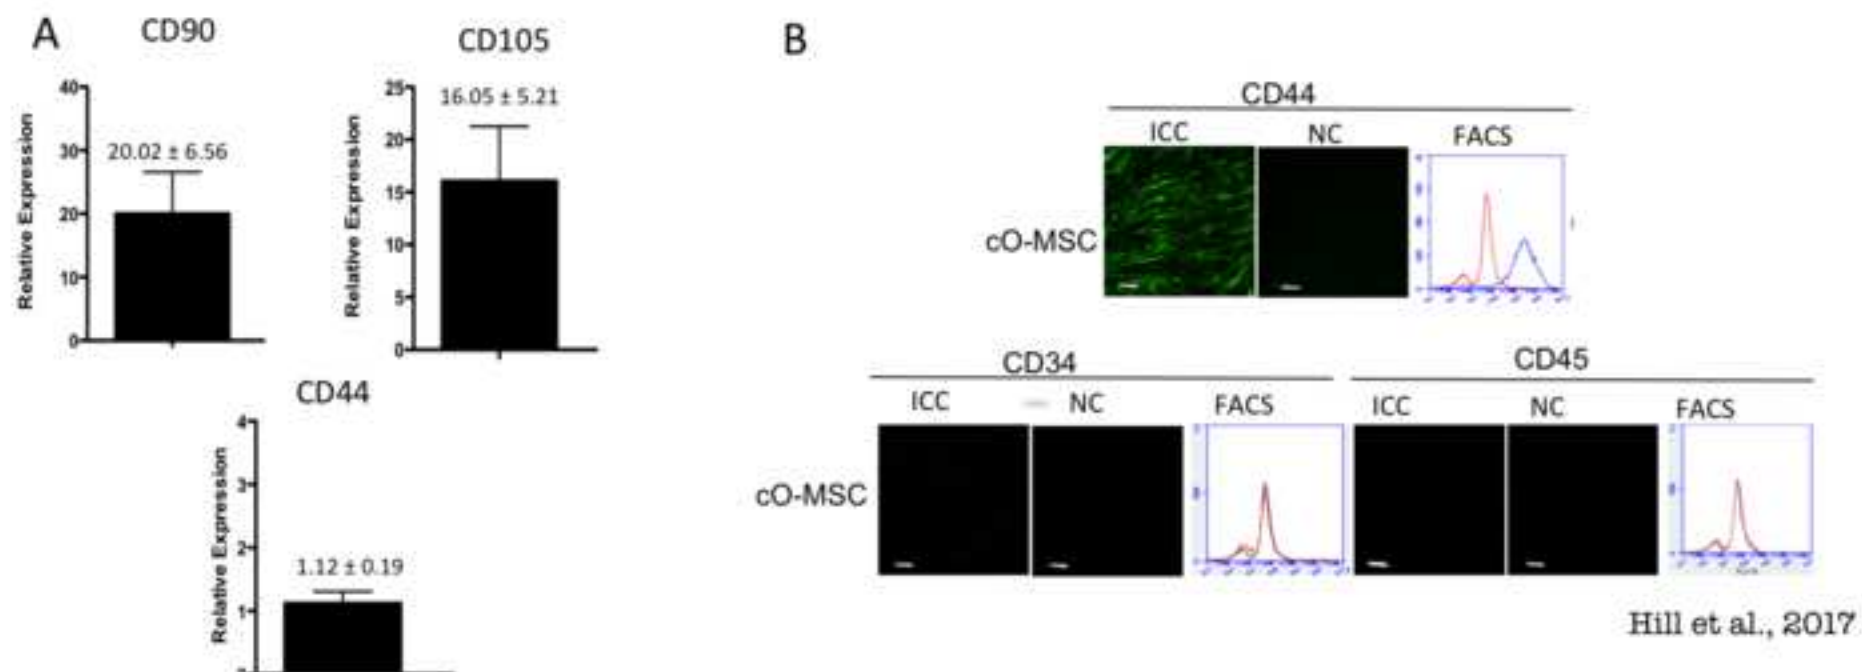 A
CD90
Relative Expression
40
30
20
10
0
20.02 ± 6.56
CD105
Relative Expression
25
20
15
10
5
0
16.05 ± 5.21
CD44
Relative Expression
4
3
2
1
1.12 ± 0.19
B
CD44
ICC NC FACS
cO-MSC
CD34 CD45
ICC NC FACS ICC NC FACS
cO-MSC
Hill et al., 2017